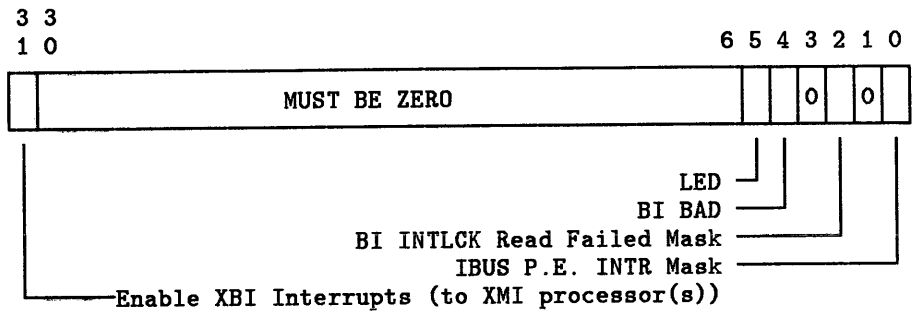 3 3
1 0 6 5 4 3 2 1 0
MUST BE ZERO 0 0
LED
BI BAD
BI INTLCK Read Failed Mask
IBUS P.E. INTR Mask
Enable XBI Interrupts (to XMI processor(s))